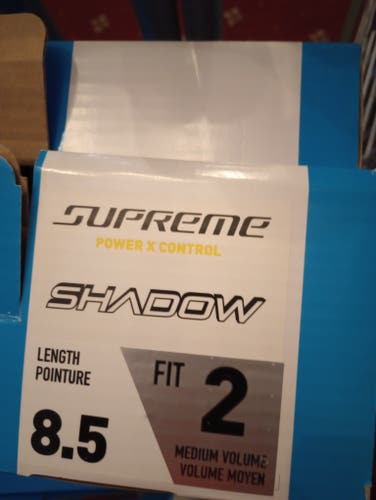 SUPREME
POWER X CONTROL
SHADOW
LENGTH
POINTURE
8.5
FIT
2
MEDIUM VOLUME
VOLUME MOYEN